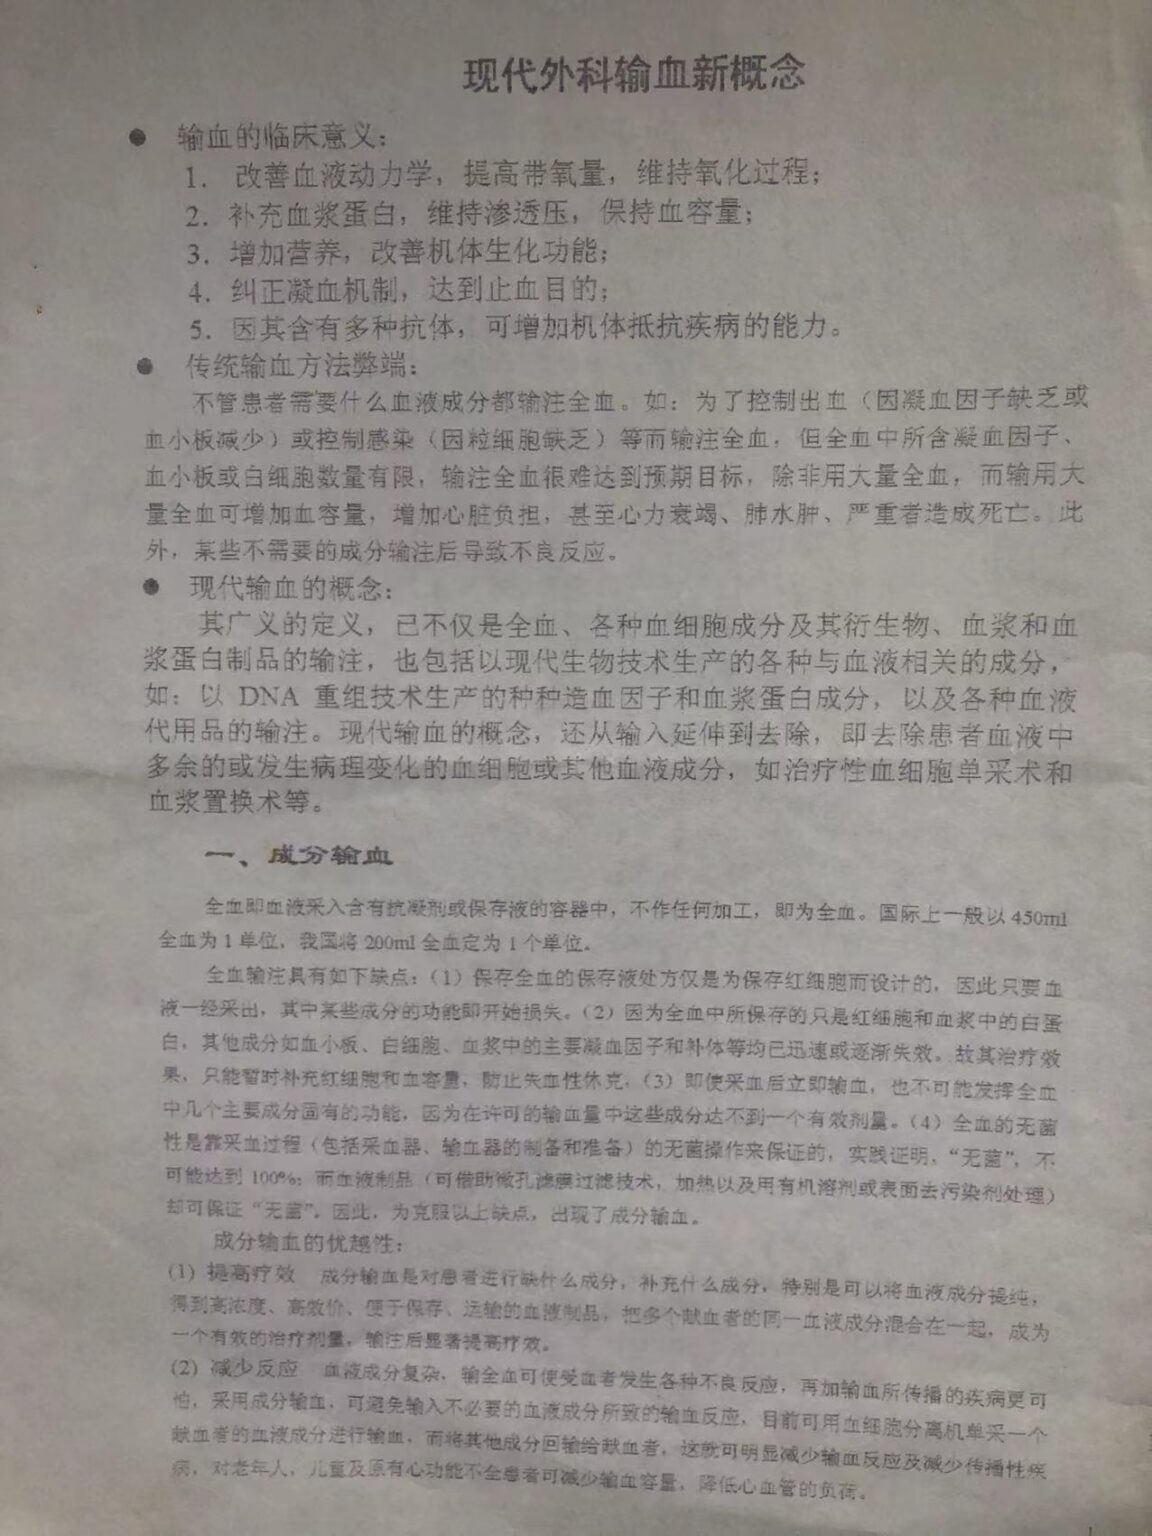 现代外科输血新概念
● 输血的临床意义：
1. 改善血液动力学，提高带氧量，维持氧化过程；
2. 补充血浆蛋白，维持渗透压，保持血容量；
3. 增加营养，改善机体生化功能；
4. 纠正凝血机制，达到止血目的；
5. 因其含有多种抗体，可增加机体抵抗疾病的能力。
● 传统输血方法弊端：
不管患者需要什么血液成分都输注全血。如：为了控制出血（因凝血因子缺乏或
血小板减少）或控制感染（因粒细胞缺乏）等而输注全血，但全血中所含凝血因子、
血小板或白细胞数量有限，输注全血很难达到预期目标，除非用大量全血，而输用大
量全血可增加血容量，增加心脏负担，甚至心力衰竭、肺水肿、严重者造成死亡。此
外，某些不需要的成分输注后导致不良反应。
● 现代输血的概念：
其广义的定义，已不仅是全血、各种血细胞成分及其衍生物、血浆和血
浆蛋白制品的输注，也包括以现代生物技术生产的各种与血液相关的成分，
如：以 DNA 重组技术生产的种种造血因子和血浆蛋白成分，以及各种血液
代用品的输注。现代输血的概念，还从输入延伸到去除，即去除患者血液中
多余的或发生病理变化的血细胞或其他血液成分，如治疗性血细胞单采术和
血浆置换术等。
一、成分输血
全血即血液采入含有抗凝剂或保存液的容器中，不作任何加工，即为全血。国际上一般以 450ml
全血为 1 单位，我国将 200ml 全血定为 1 个单位。
全血输注具有如下缺点：（1）保存全血的保存液处方仅是为保存红细胞而设计的，因此只要血
液一经采出，其中某些成分的功能即开始损失。（2）因为全血中所保存的只是红细胞和血浆中的白蛋
白，其他成分如血小板、白细胞、血浆中的主要凝血因子和补体等均已迅速或逐渐失效。故其治疗效
果，只能暂时补充红细胞和血容量，防止失血性休克。（3）即使采血后立即输血，也不可能发挥全血
中几个主要成分固有的功能，因为在许可的输血量中这些成分达不到一个有效剂量。（4）全血的无菌
性是靠采血过程（包括采血器、输血器的制备和准备）的无菌操作来保证的，实践证明，“无菌”，不
可能达到 100%；而血液制品（可借助微孔滤膜过滤技术，加热以及用有机溶剂或表面去污染剂处理）
却可保证“无菌”。因此，为克服以上缺点，出现了成分输血。
成分输血的优越性：
(1) 提高疗效 成分输血是对患者进行缺什么成分，补充什么成分，特别是可以将血液成分提纯，
得到高浓度、高效价、便于保存、运输的血液制品，把多个献血者的同一血液成分混合在一起，成为
一个有效的治疗剂量，输注后显著提高疗效。
(2) 减少反应 血液成分复杂，输全血可使受血者发生各种不良反应，再加输血所传播的疾病更可
怕，采用成分输血，可避免输入不必要的血液成分所致的输血反应，目前可用血细胞分离机单采一个
献血者的血液成分进行输血，而将其他成分回输给献血者，这就可明显减少输血反应及减少传播性疾
病，对老年人，儿童及原有心功能不全患者可减少输血容量，降低心血管的负荷。